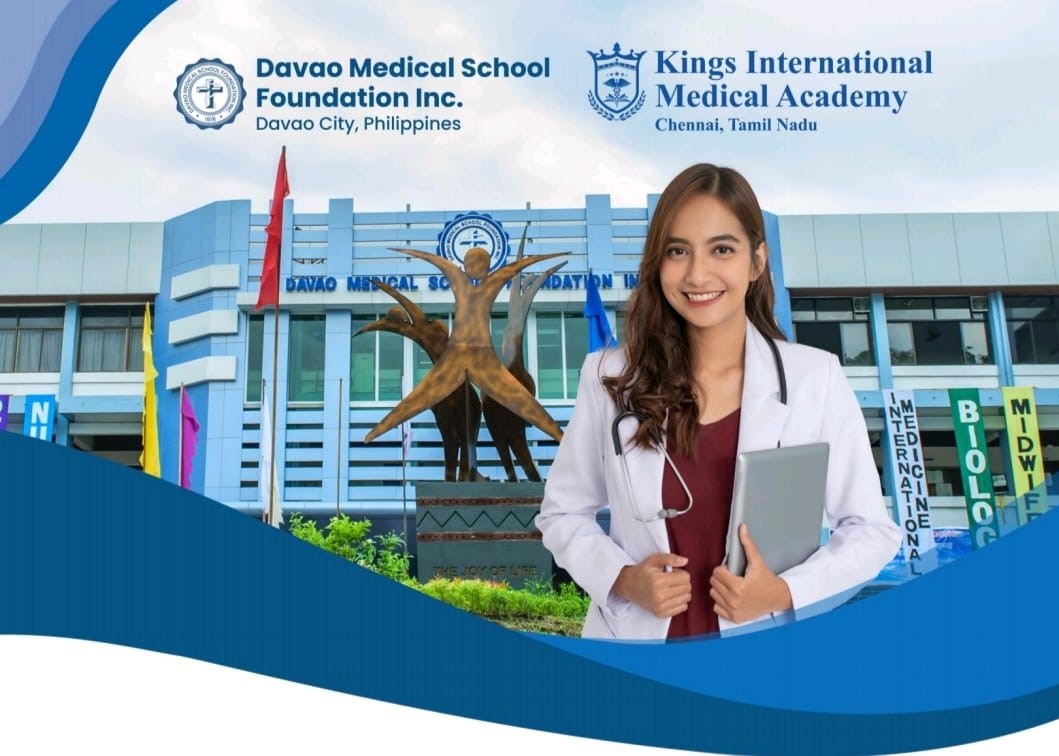 Davao Medical School
Foundation Inc.
Davao City, Philippines
Kings International
Medical Academy
Chennai, Tamil Nadu
DAVAO MEDICAL SC FOUNDATION IN
THE JOY OF LIFE
NU
INTERNATIONAL
MEDICINE
BIOLOG
MIDWIF